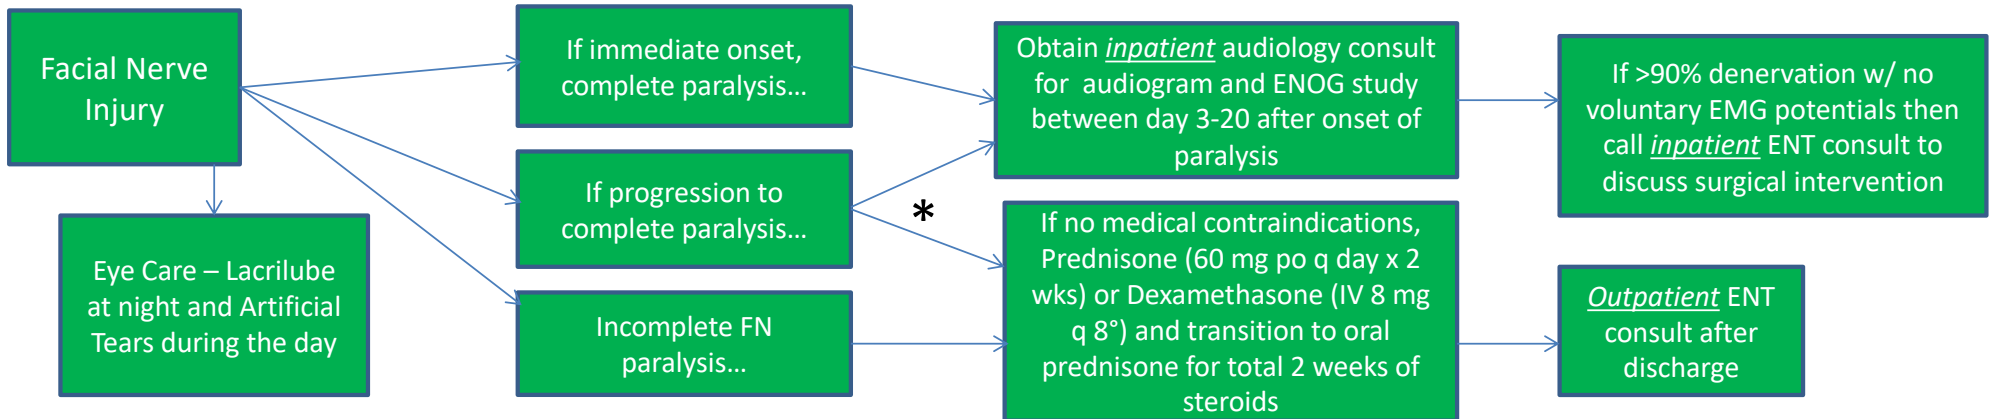 Facial Nerve
Injury
Eye Care – Lacrilube
at night and Artificial
Tears during the day
If immediate onset,
complete paralysis…
If progression to
complete paralysis…
Incomplete FN
paralysis…
*
Obtain inpatient audiology consult
for audiogram and ENOG study
between day 3-20 after onset of
paralysis
If no medical contraindications,
Prednisone (60 mg po q day x 2
wks) or Dexamethasone (IV 8 mg
q 8°) and transition to oral
prednisone for total 2 weeks of
steroids
If >90% denervation w/ no
voluntary EMG potentials then
call inpatient ENT consult to
discuss surgical intervention
Outpatient ENT
consult after
discharge